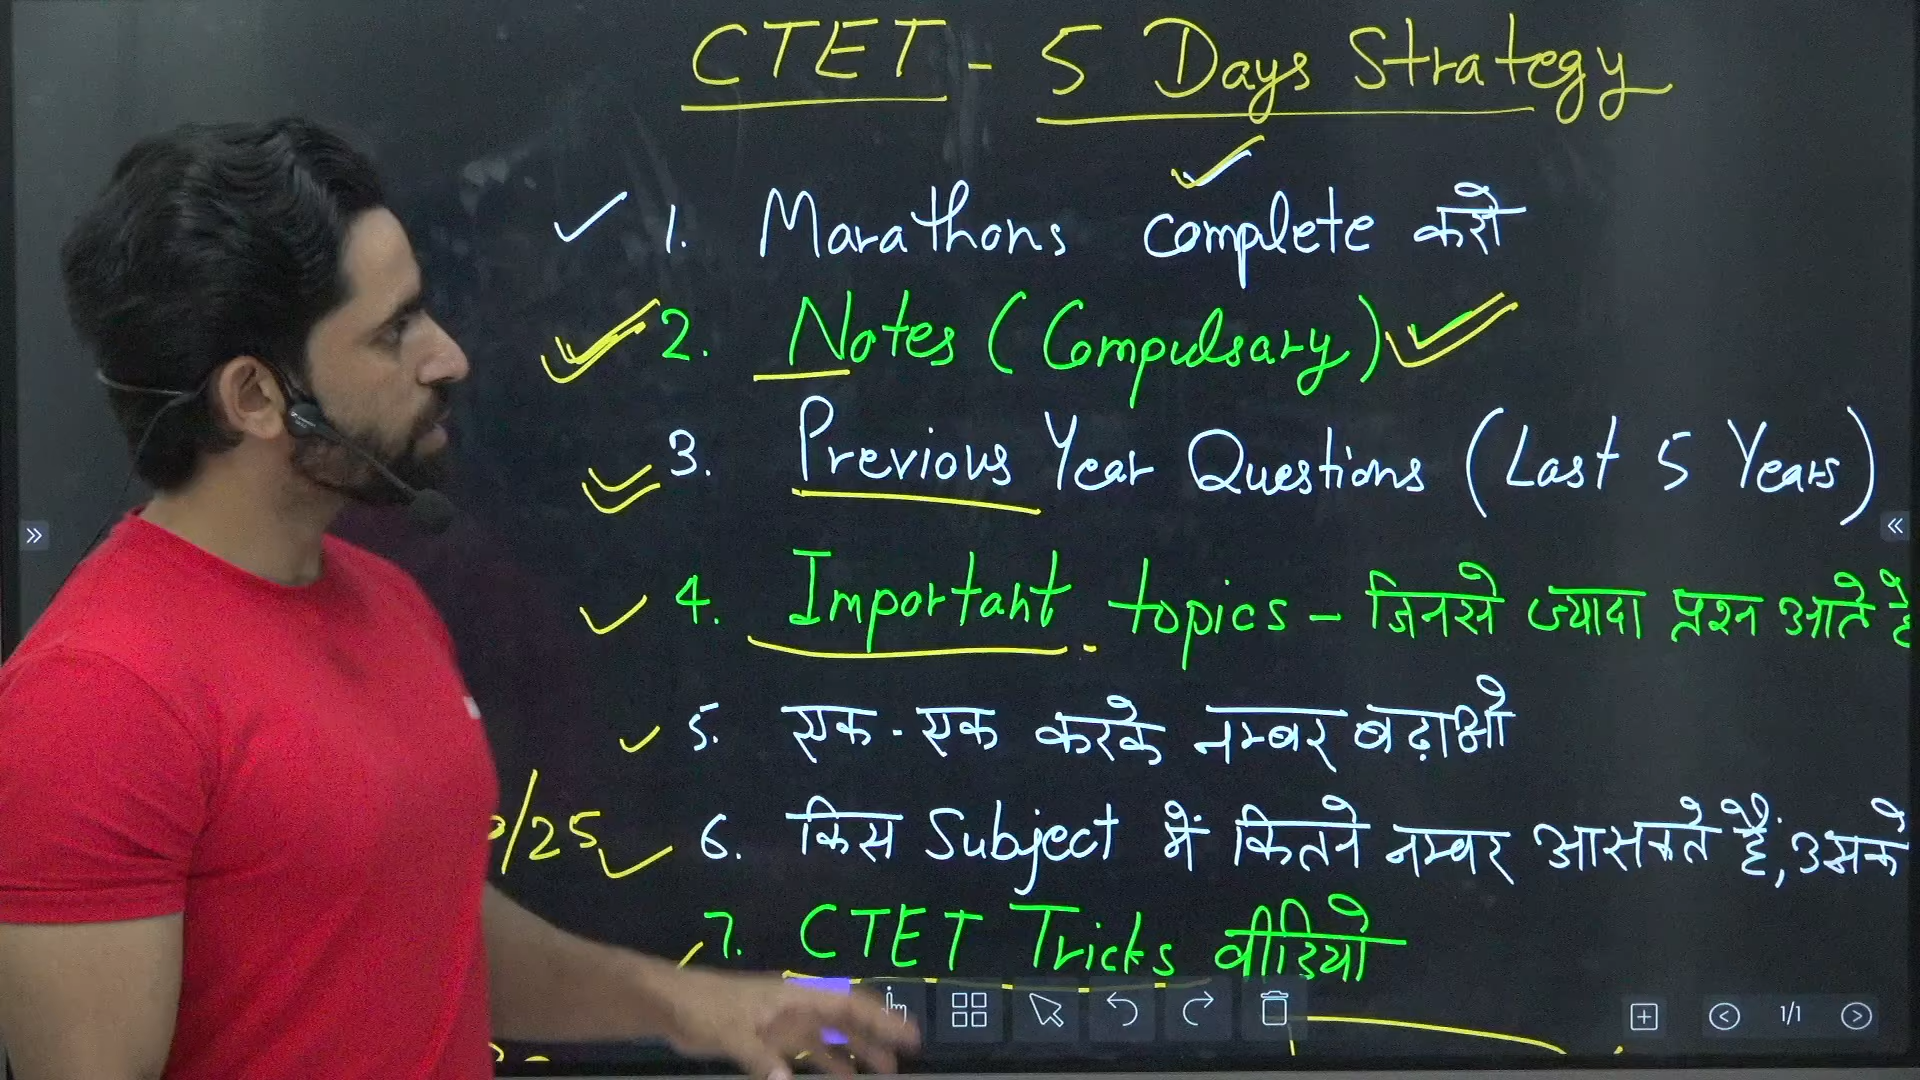 CTET - 5 Days Strategy
1. Marathons complete करो
2. Notes (Compulsary)
3. Previous Year Questions (Last 5 Years)
4. Important topics - जिनसे ज्यादा प्रश्न आते है
5. एक - एक करके नम्बर बढ़ाओ
/25
6. किस Subject में कितने नम्बर आसकते हैं, उसके
7. CTET Tricks वीडियो
1/1